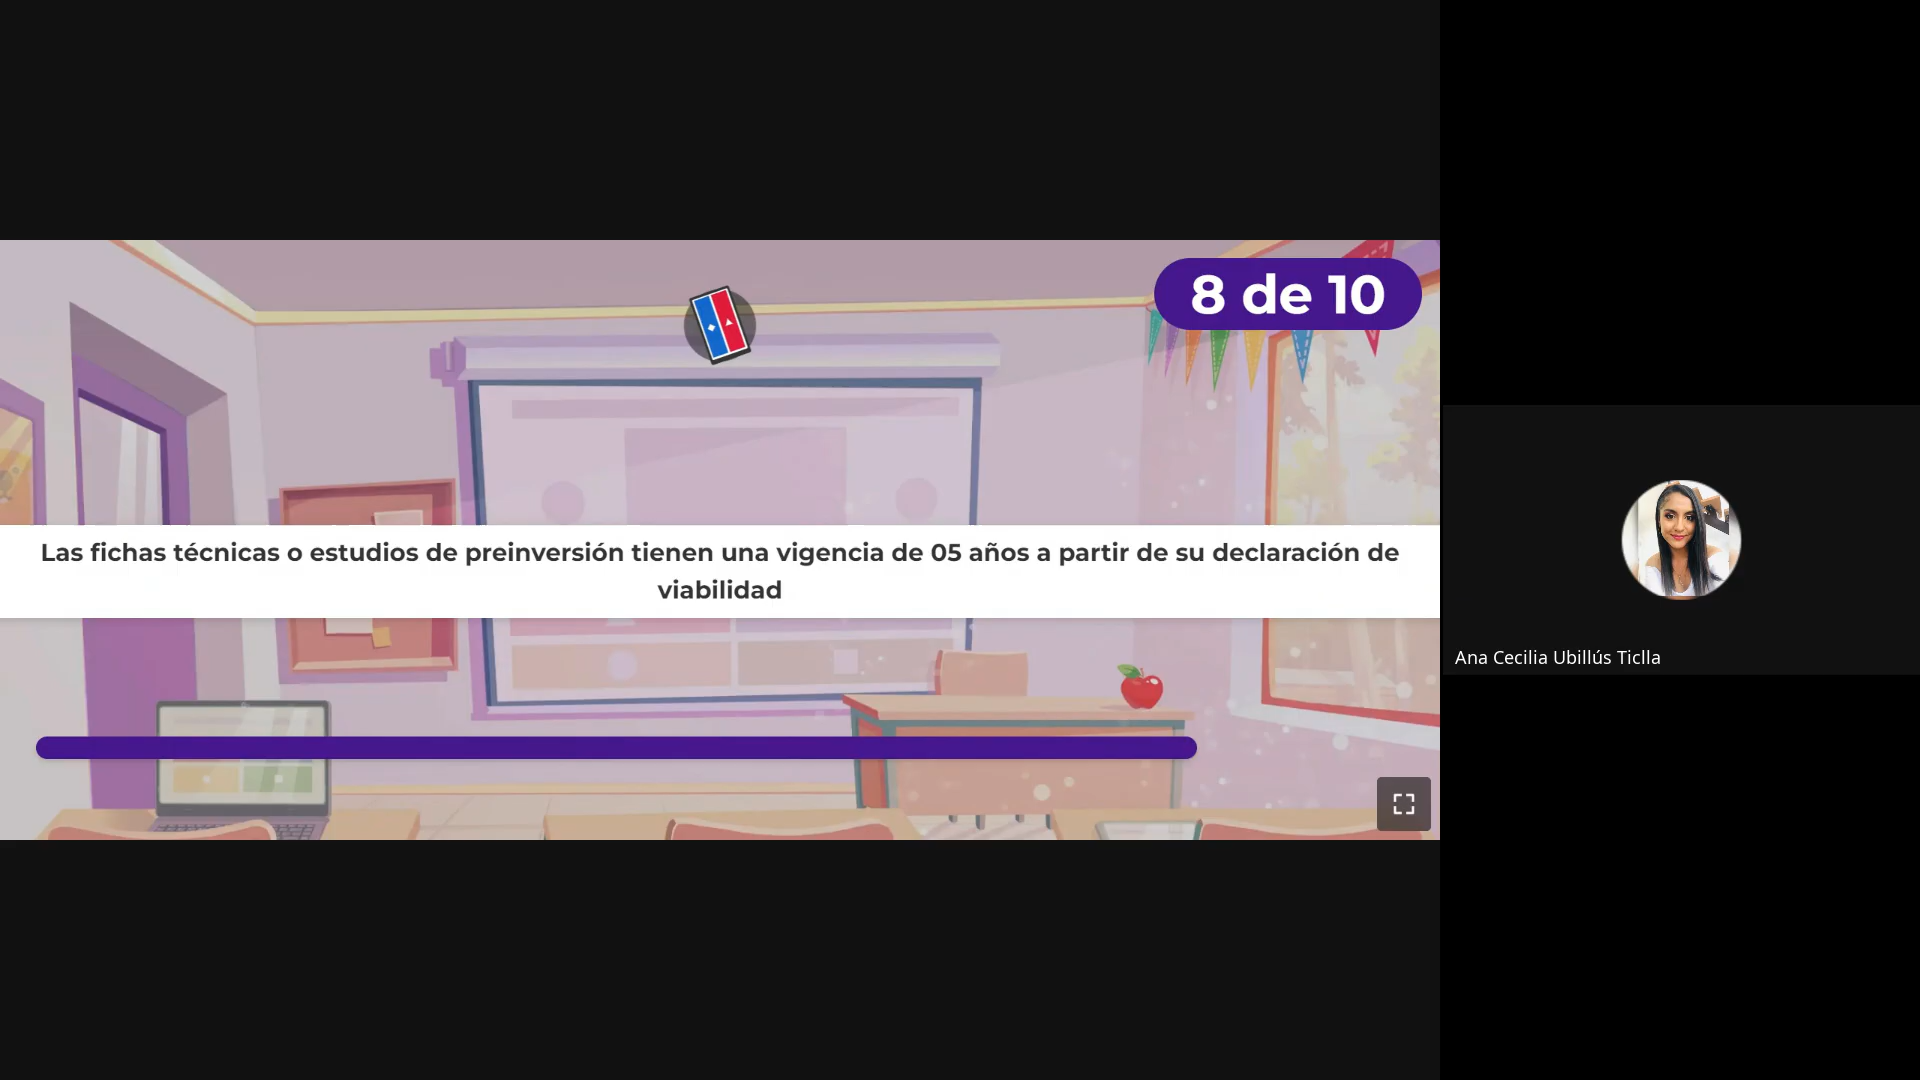 8 de 10
Las fichas técnicas o estudios de preinversión tienen una vigencia de 05 años a partir de su declaración de
viabilidad
Ana Cecilia Ubillús Ticlla